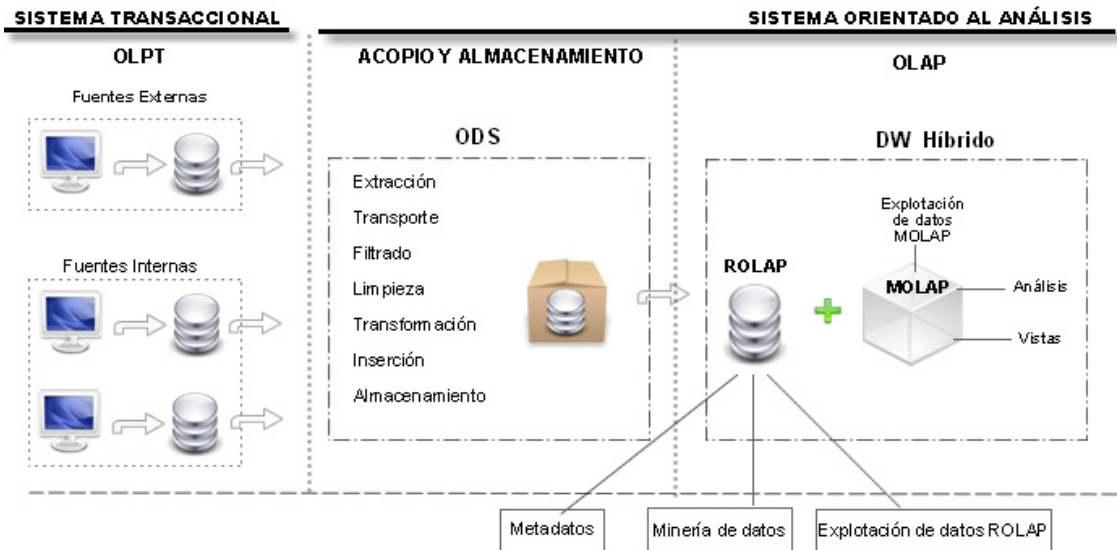 SISTEMA TRANSACCIONAL
SISTEMA ORIENTADO AL ANÁLISIS
OLPT
ACOPIO Y ALMACENAMIENTO
OLAP
Fuentes Externas
Fuentes Internas
ODS
Extracción
Transporte
Filtrado
Limpieza
Transformación
Inserción
Almacenamiento
DW Híbrido
Explotación
de datos
MOLAP
ROLAP
MOLAP
Análisis
Vistas
Metadatos
Minería de datos
Explotación de datos ROLAP